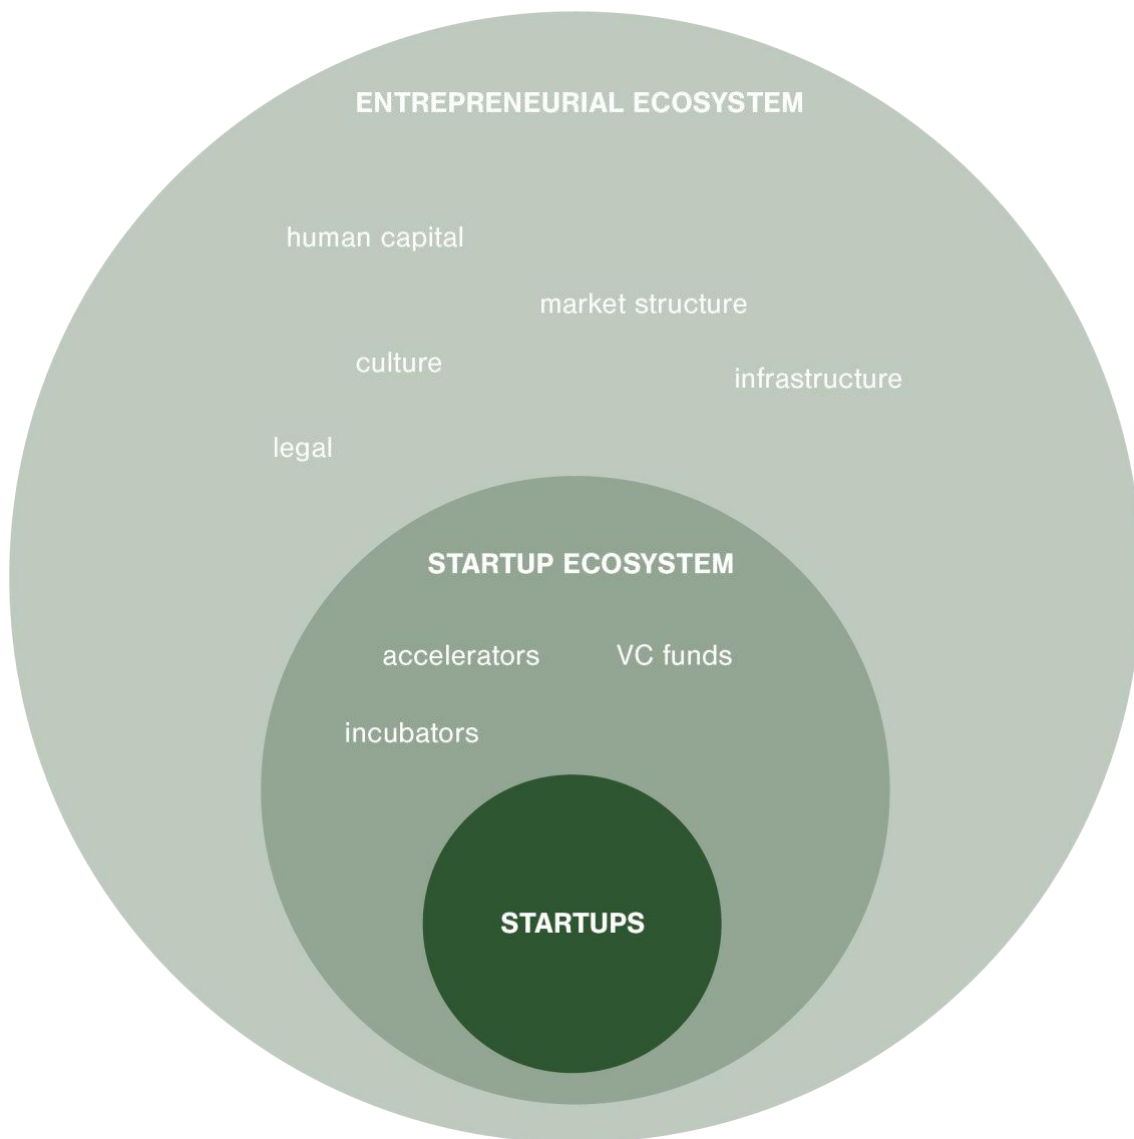 ENTREPRENEURIAL ECOSYSTEM
human capital
market structure
culture
infrastructure
legal
STARTUP ECOSYSTEM
accelerators VC funds
incubators
STARTUPS